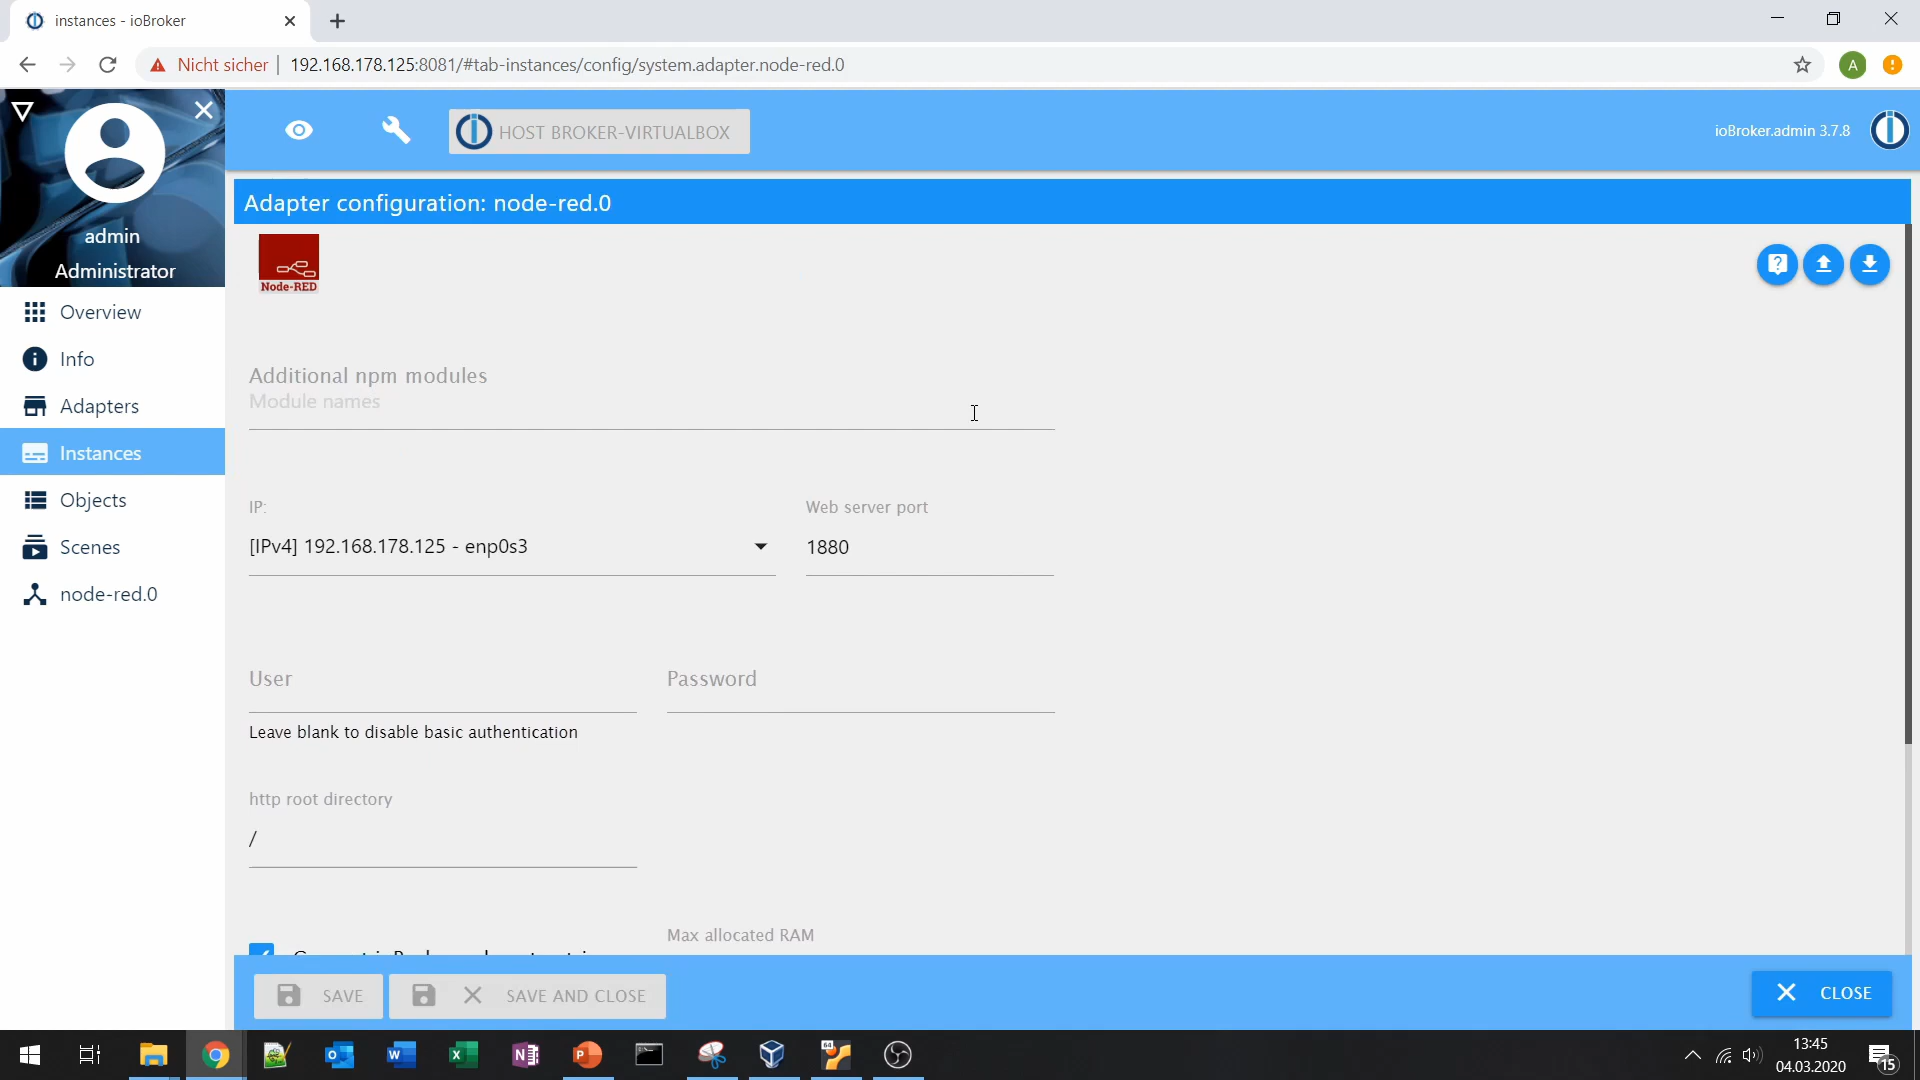 instances - ioBroker
Nicht sicher
192.168.178.125:8081/#tab-instances/config/system.adapter.node-red.0
A
HOST BROKER-VIRTUALBOX
ioBroker.admin 3.7.8
admin
Administrator
Overview
Info
Adapters
Instances
Objects
Scenes
node-red.0
Adapter configuration: node-red.0
Node-RED
Additional npm modules
Module names
IP:
Web server port
[IPv4] 192.168.178.125 - enp0s3
1880
User
Password
Leave blank to disable basic authentication
http root directory
/
Max allocated RAM
SAVE
SAVE AND CLOSE
CLOSE
13:45
04.03.2020
15